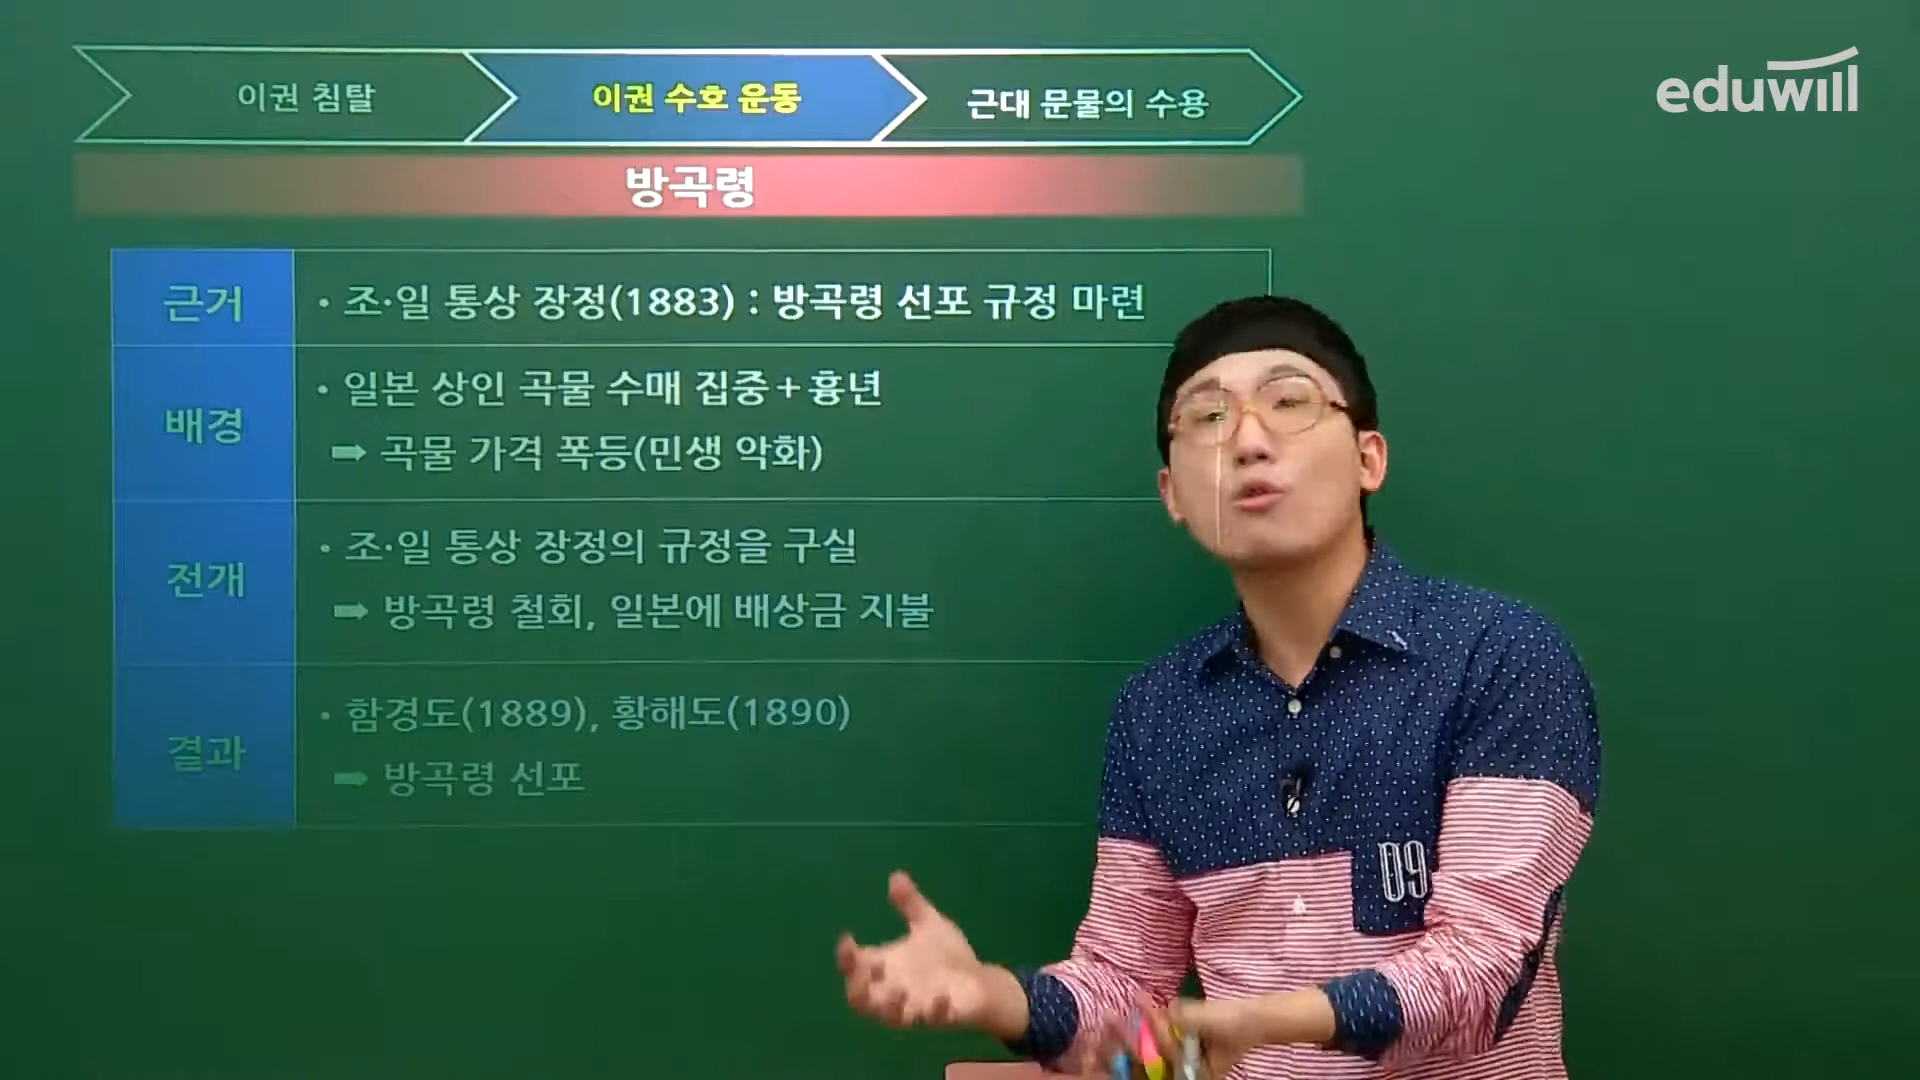 이권 침탈
이권 수호 운동
근대 문물의 수용
eduwill
방곡령
근거
• 조·일 통상 장정(1883) : 방곡령 선포 규정 마련
배경
• 일본 상인 곡물 수매 집중+흉년
➡ 곡물 가격 폭등(민생 악화)
전개
• 조·일 통상 장정의 규정을 구실
➡ 방곡령 철회, 일본에 배상금 지불
결과
• 함경도(1889), 황해도(1890)
➡ 방곡령 선포
09